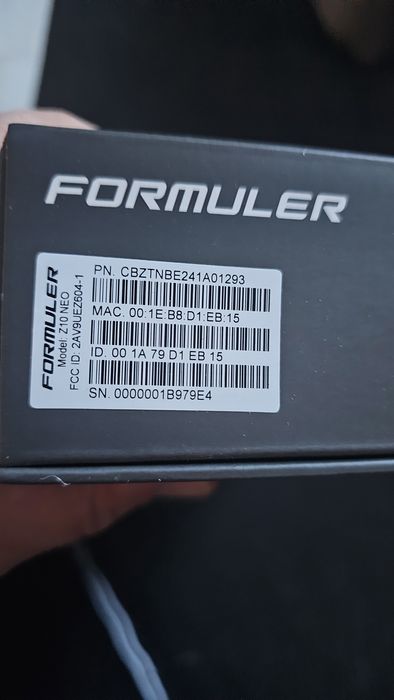 FORMULER
FORMULER
Model: Z10 NEO
FCC ID: 2AV9UEZ604-1
PN. CBZTNBE241A01293
MAC. 00:1E:B8:D1:EB:15
ID. 00 1A 79 D1 EB 15
SN. 0000001B979E4